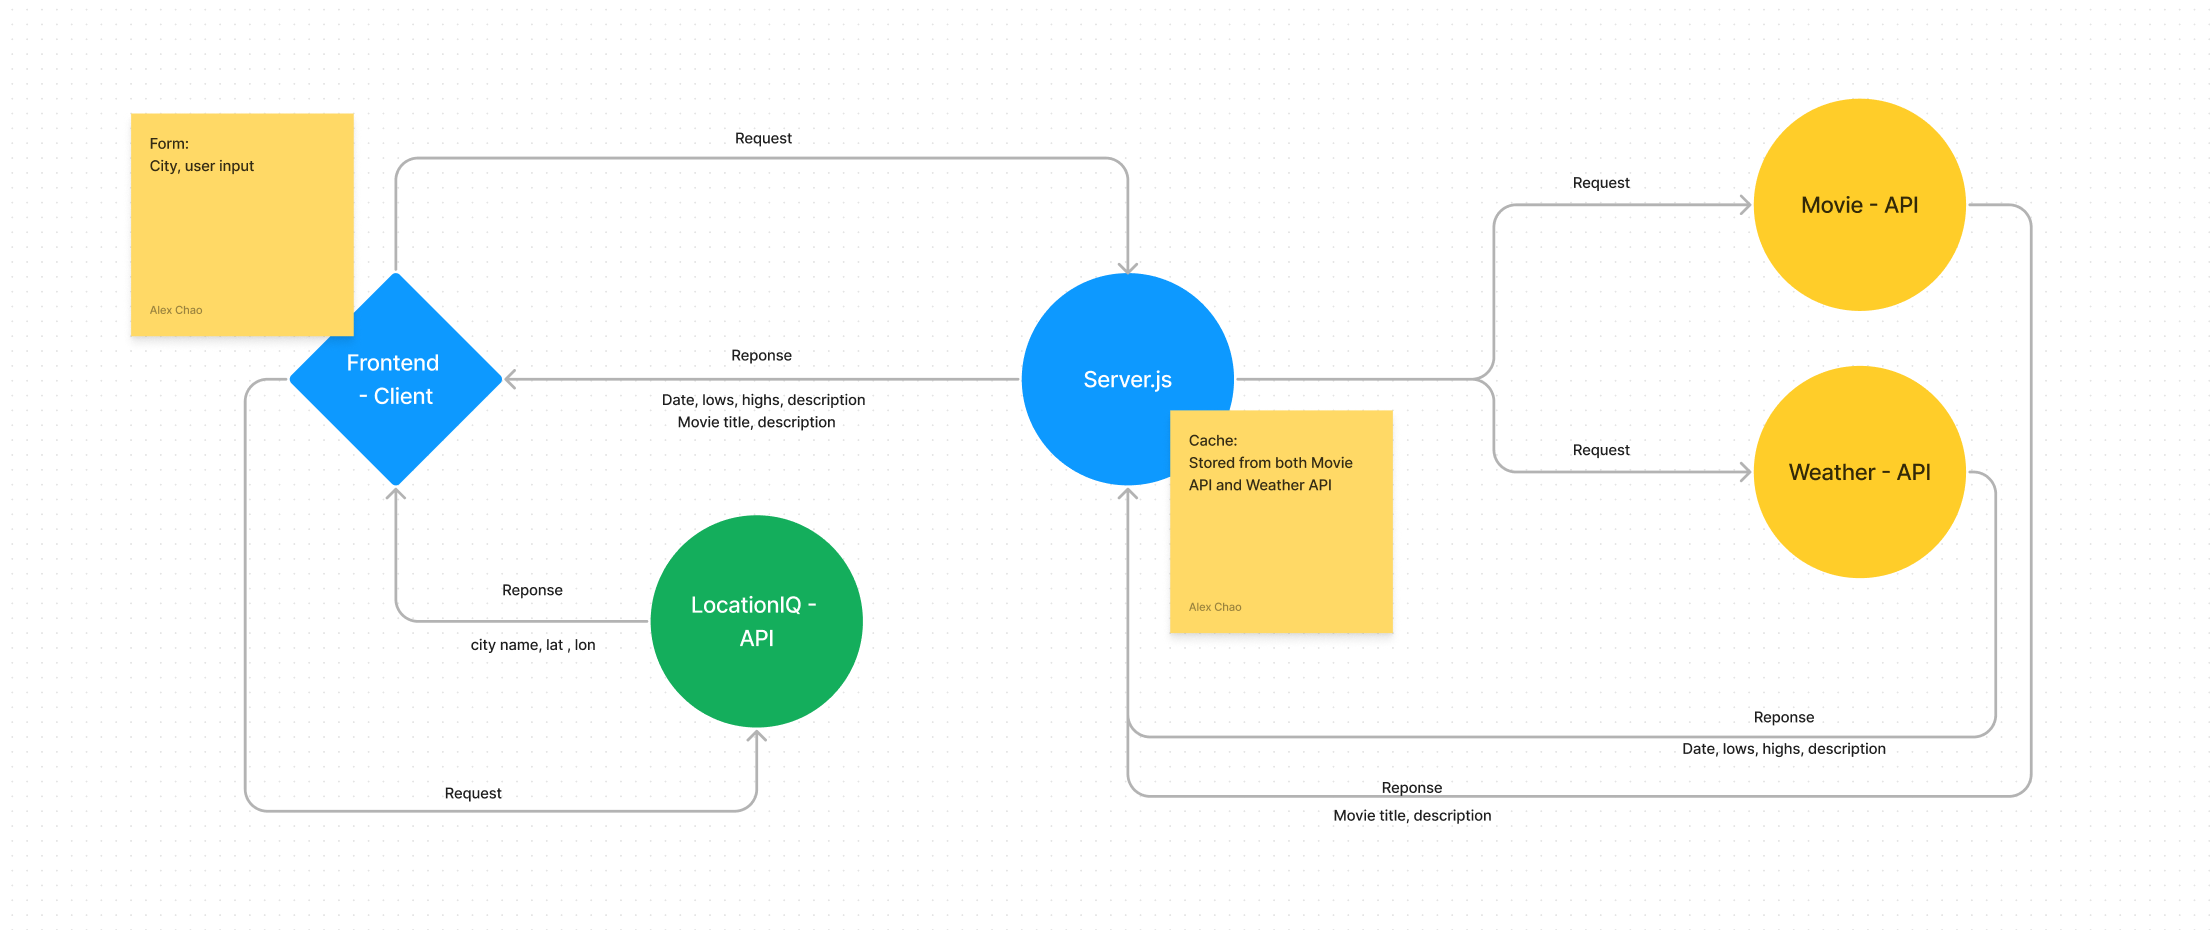 Form:
City, user input
Alex Chao
Frontend
- Client
Request
Reponse
Date, lows, highs, description
Movie title, description
Server.js
Cache:
Stored from both Movie
API and Weather API
Alex Chao
Request
Movie - API
Request
Weather - API
Reponse
city name, lat , lon
LocationIQ -
API
Request
Reponse
Date, lows, highs, description
Reponse
Movie title, description